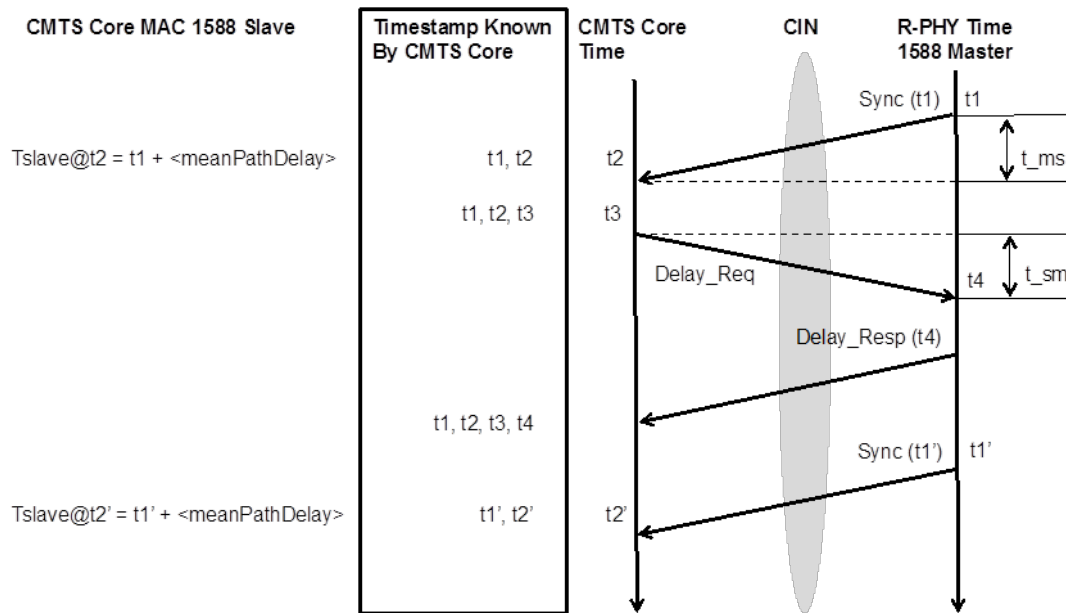 CMTS Core MAC 1588 Slave
Timestamp Known
By CMTS Core
CMTS Core
Time
CIN
R-PHY Time
1588 Master
Sync (t1)
t1
Tslave@t2 = t1 + <meanPathDelay>
t1, t2
t2
t_ms
t1, t2, t3
t3
Delay_Req
t4
t_sm
Delay_Resp (t4)
t1, t2, t3, t4
Sync (t1’)
t1’
Tslave@t2’ = t1’ + <meanPathDelay>
t1’, t2’
t2’